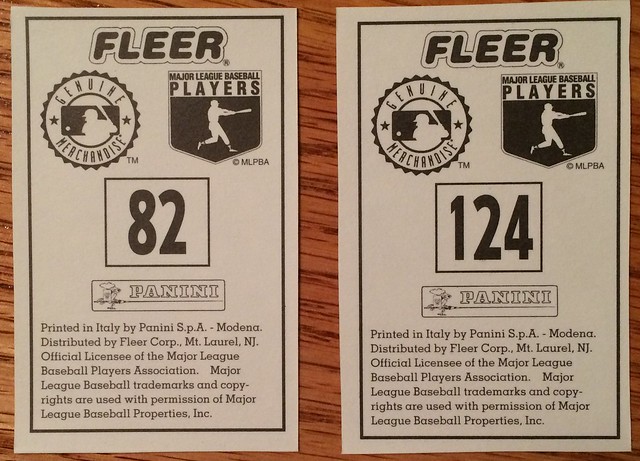 FLEER®
GENUINE MERCHANDISE™
MAJOR LEAGUE BASEBALL
PLAYERS
© MLPBA
82
PANINI
Printed in Italy by Panini S.p.A. - Modena.
Distributed by Fleer Corp., Mt. Laurel, NJ.
Official Licensee of the Major League
Baseball Players Association. Major
League Baseball trademarks and copy-
rights are used with permission of Major
League Baseball Properties, Inc.
FLEER®
GENUINE MERCHANDISE™
MAJOR LEAGUE BASEBALL
PLAYERS
© MLPBA
124
PANINI
Printed in Italy by Panini S.p.A. - Modena.
Distributed by Fleer Corp., Mt. Laurel, NJ.
Official Licensee of the Major League
Baseball Players Association. Major
League Baseball trademarks and copy-
rights are used with permission of Major
League Baseball Properties, Inc.